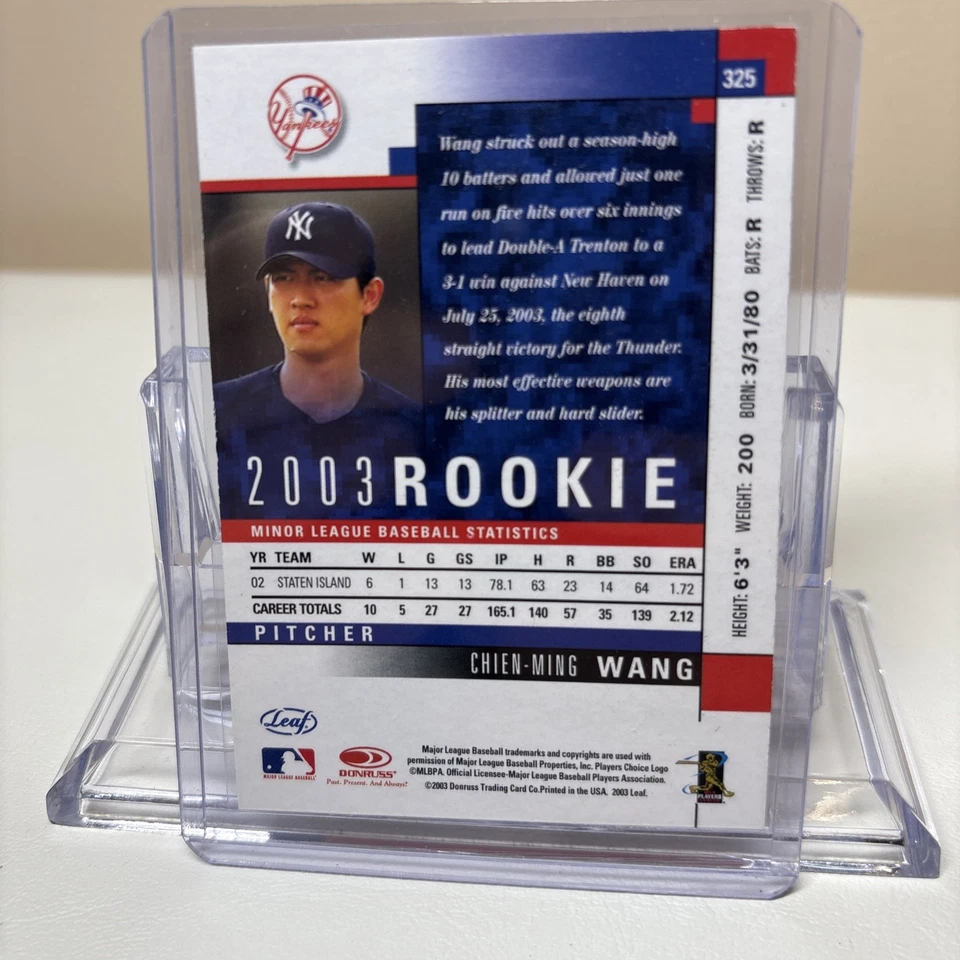 325
Yankees
NY
Wang struck out a season-high
10 batters and allowed just one
run on five hits over six innings
to lead Double-A Trenton to a
3-1 win against New Haven on
July 25, 2003, the eighth
straight victory for the Thunder.
His most effective weapons are
his splitter and hard slider.
HEIGHT: 6'3" WEIGHT: 200 BORN: 3/31/80 BATS: R THROWS: R
2003 ROOKIE
MINOR LEAGUE BASEBALL STATISTICS
YR TEAM W L G GS IP H R BB SO ERA
02 STATEN ISLAND 6 1 13 13 78.1 63 23 14 64 1.72
CAREER TOTALS 10 5 27 27 165.1 140 57 35 139 2.12
PITCHER
CHIEN-MING WANG
Leaf
MAJOR LEAGUE BASEBALL
DONRUSS
Past, Present, And Always!
Major League Baseball trademarks and copyrights are used with
permission of Major League Baseball Properties, Inc. Players Choice Logo
©MLBPA. Official Licensee-Major League Baseball Players Association.
©2003 Donruss Trading Card Co.Printed in the USA. 2003 Leaf.
PLAYERS